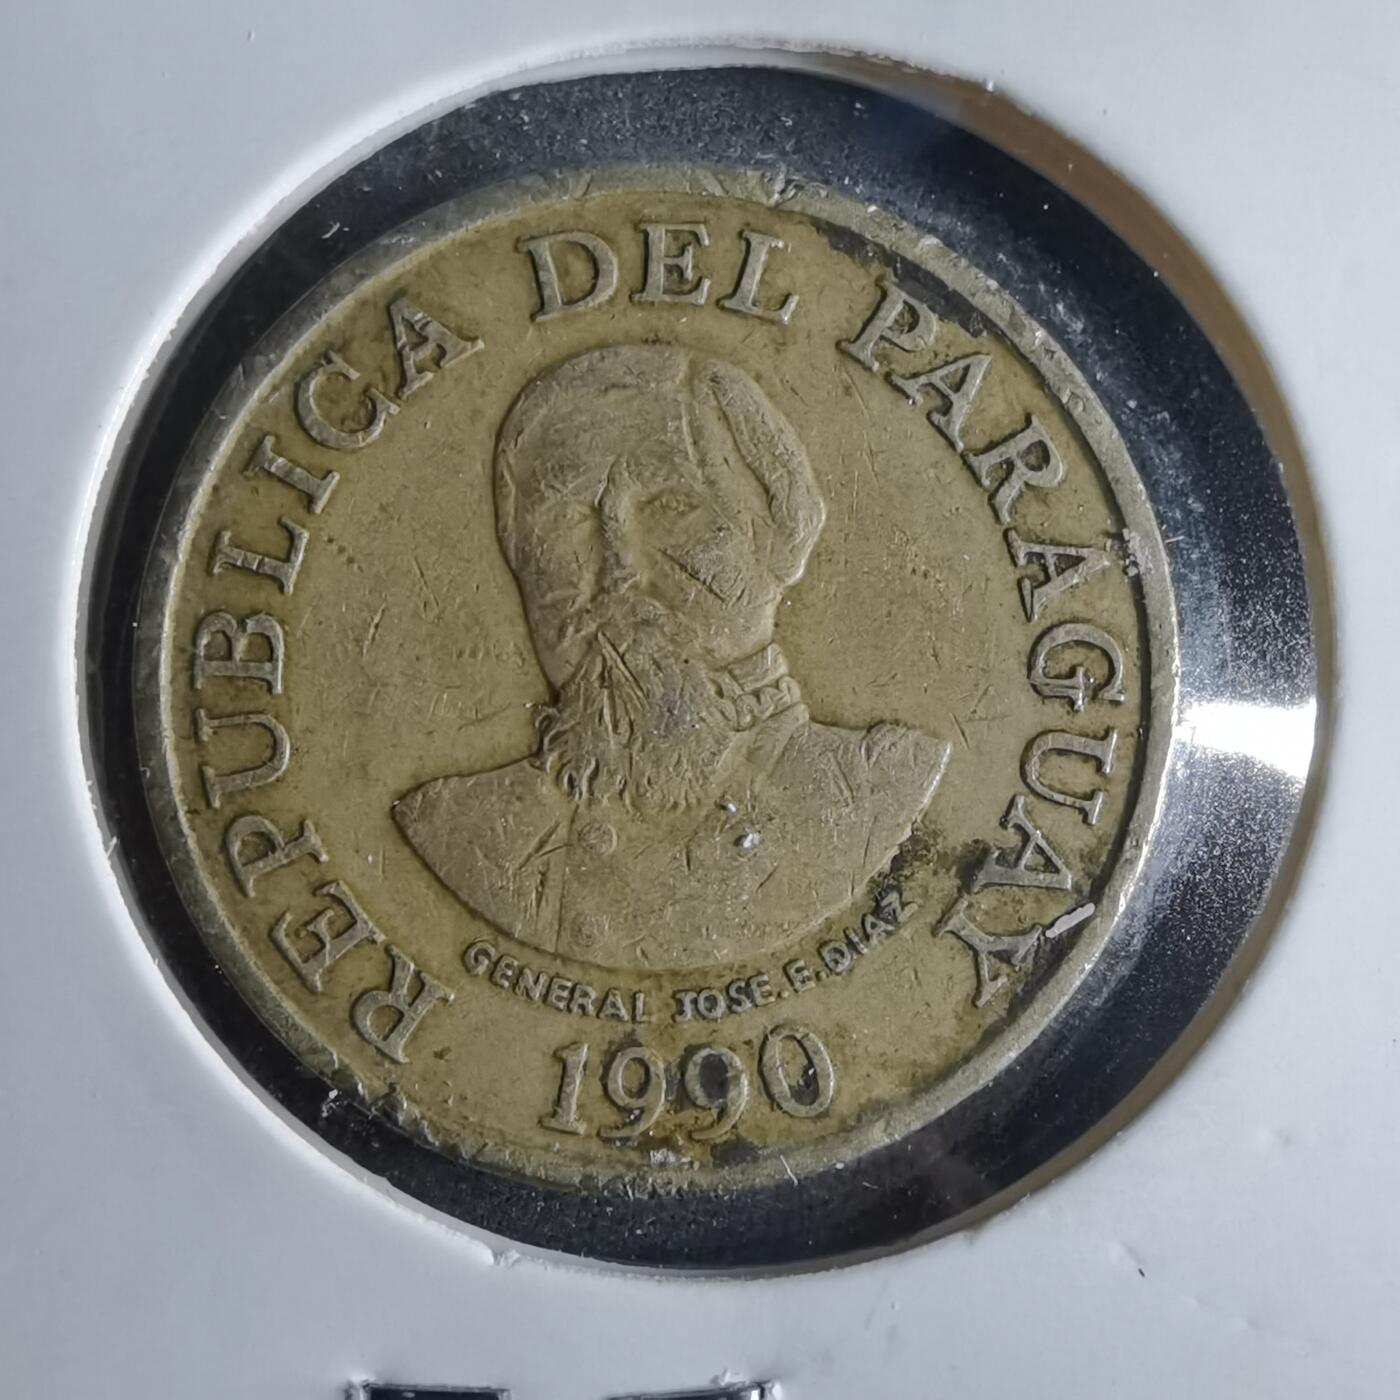 REPUBLICA DEL PARAGUAY
GENERAL JOSE.E.DIAZ
1990